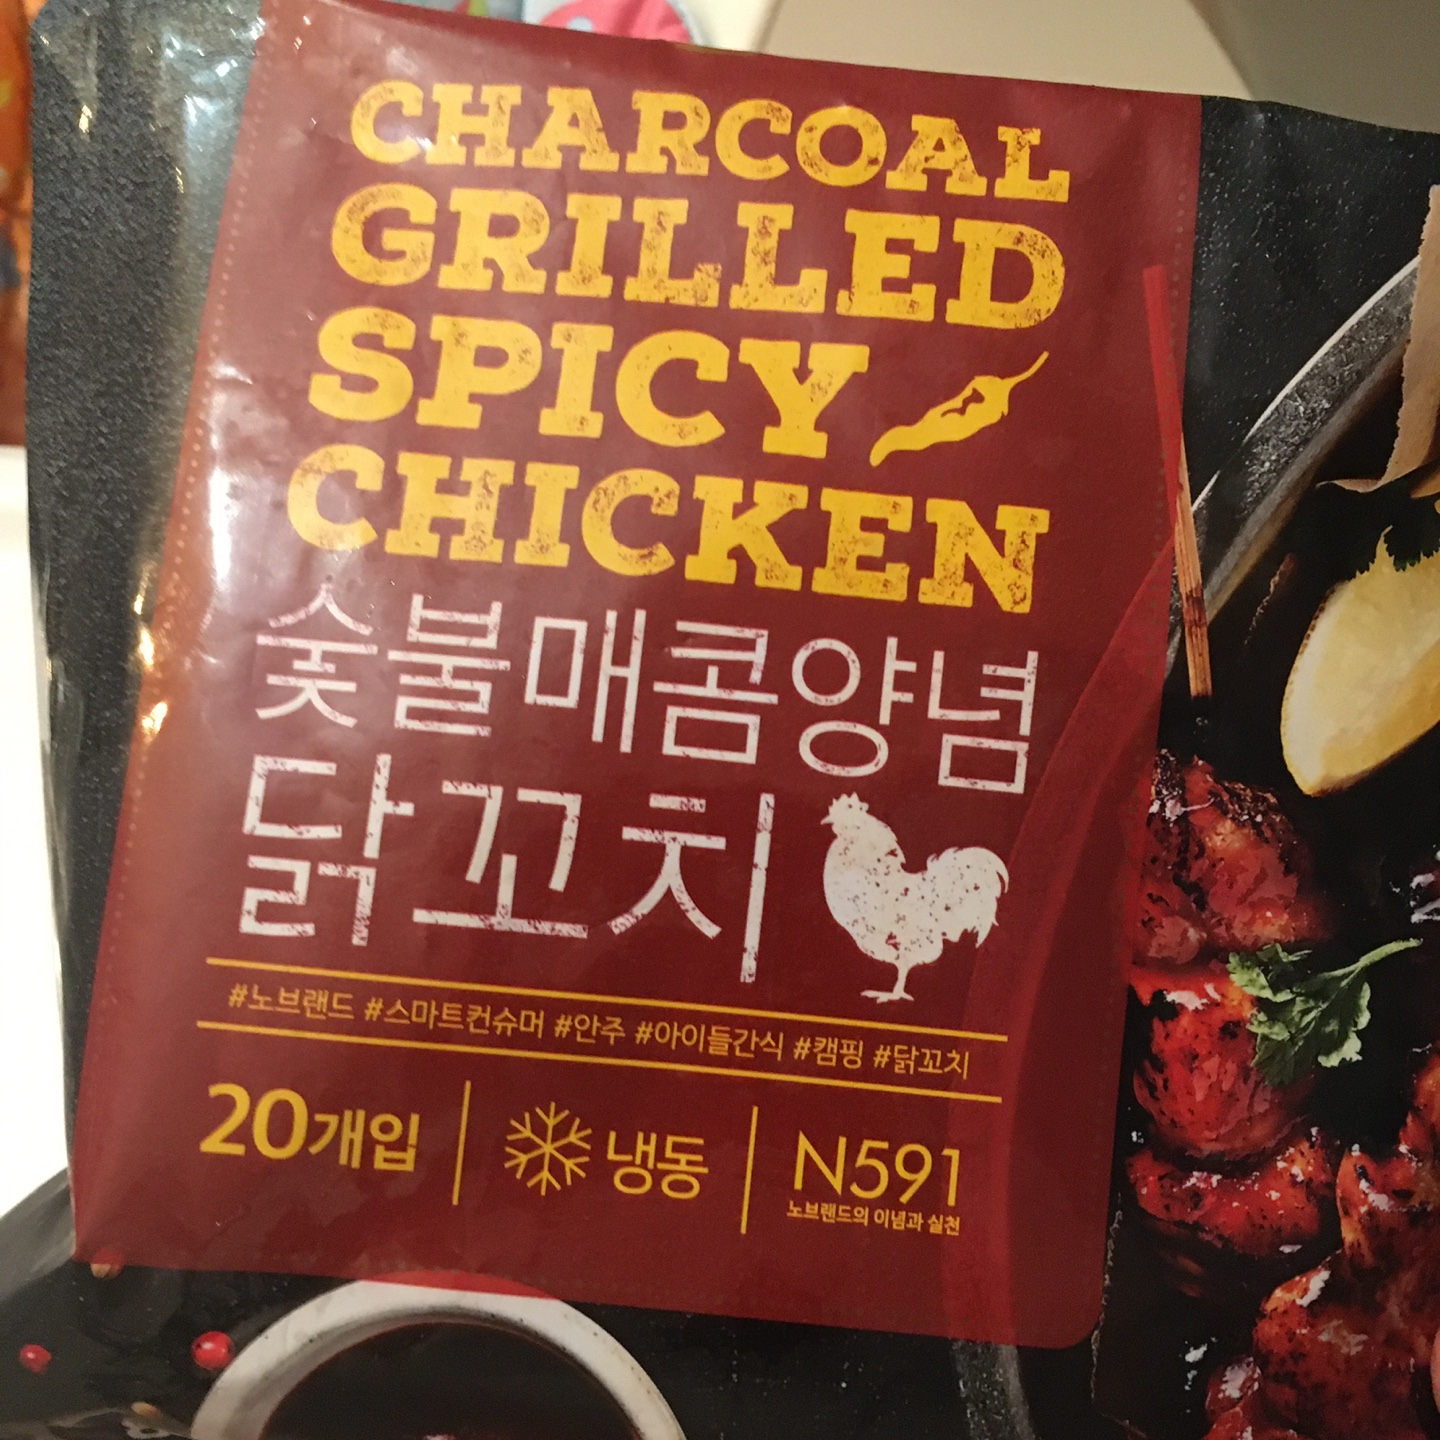 CHARCOAL
GRILLED
SPICY
CHICKEN
숯불매콤양념
닭꼬치
#노브랜드 #스마트컨슈머 #안주 #아이들간식 #캠핑 #닭꼬치
20개입
냉동
N591
노브랜드의 이념과 실천